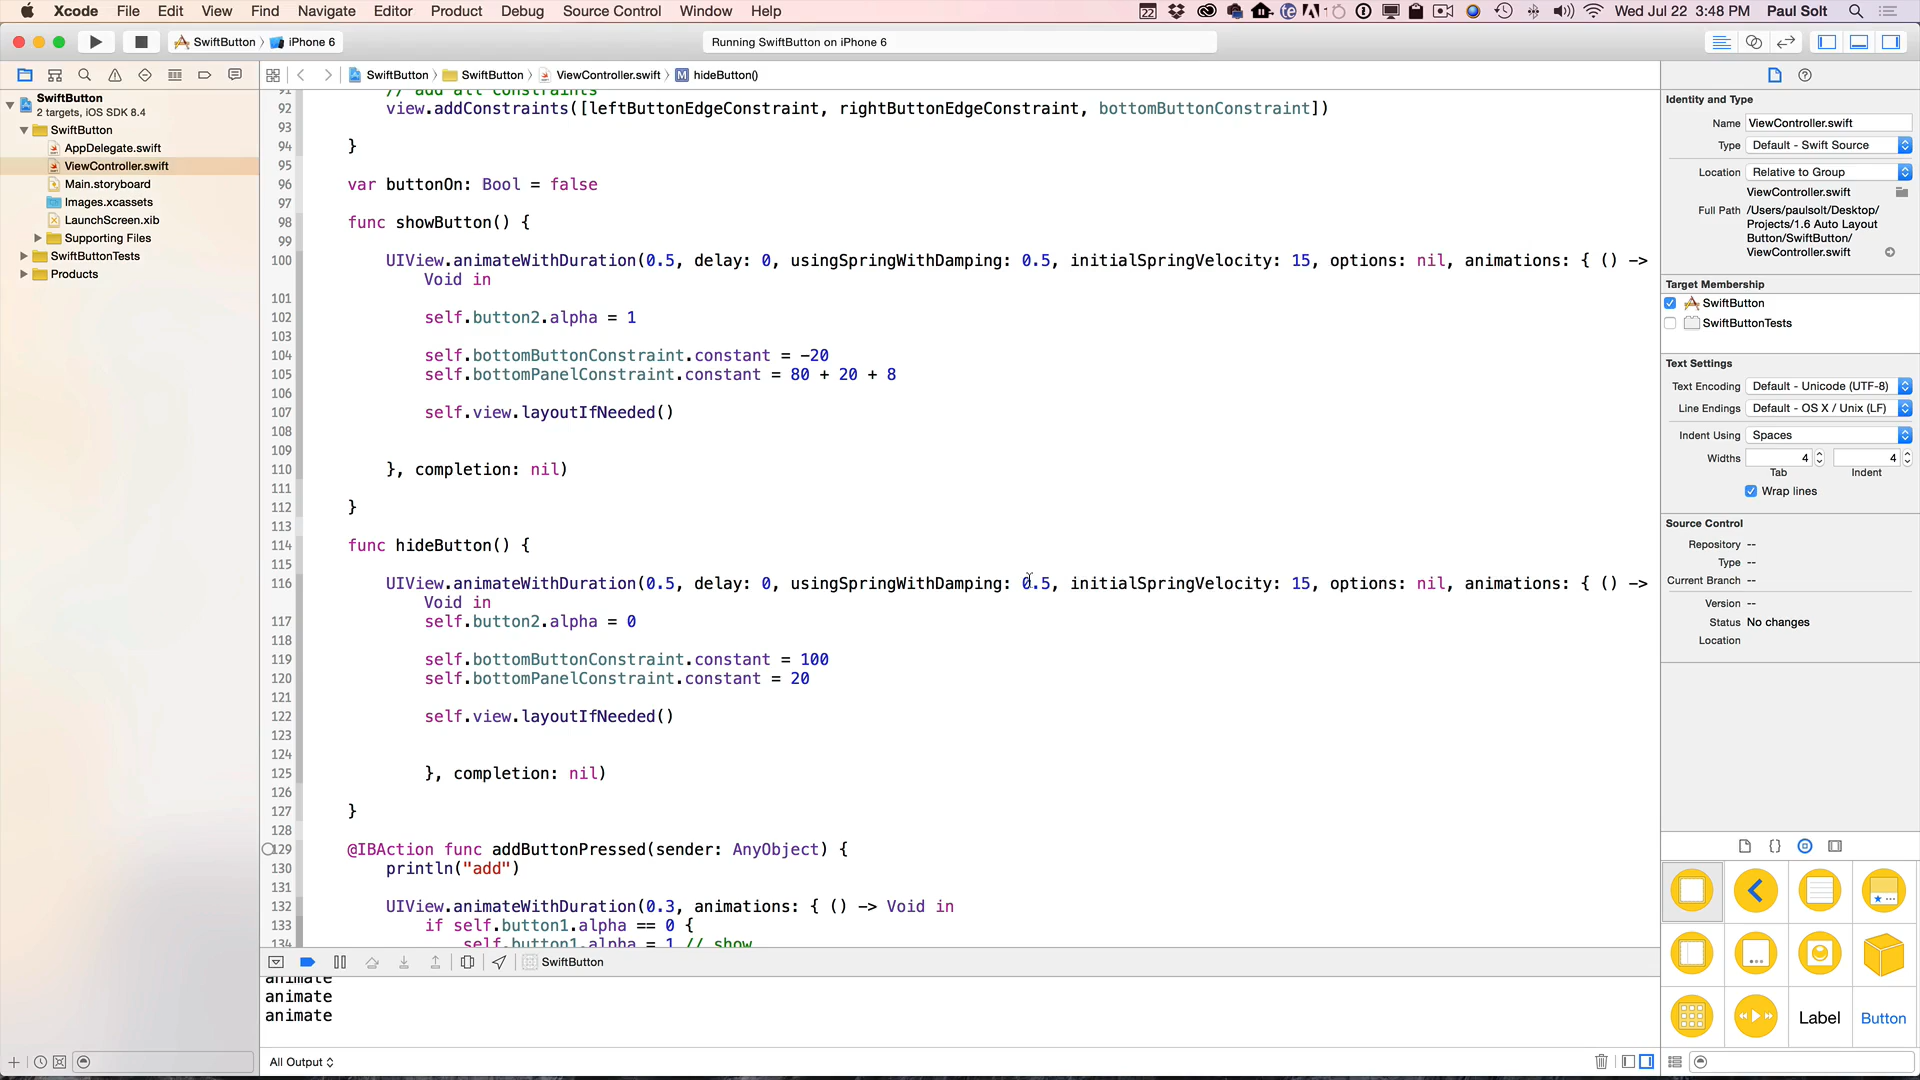 Xcode File Edit View Find Navigate Editor Product Debug Source Control Window Help
22 Wed Jul 22 3:48 PM Paul Solt
SwiftButton iPhone 6
Running SwiftButton on iPhone 6
SwiftButton SwiftButton ViewController.swift M hideButton()
SwiftButton
2 targets, iOS SDK 8.4
SwiftButton
AppDelegate.swift
ViewController.swift
Main.storyboard
Images.xcassets
LaunchScreen.xib
Supporting Files
SwiftButtonTests
Products
91 // add all constraints
92 view.addConstraints([leftButtonEdgeConstraint, rightButtonEdgeConstraint, bottomButtonConstraint])
93
94 }
95
96 var buttonOn: Bool = false
97
98 func showButton() {
99
100 UIView.animateWithDuration(0.5, delay: 0, usingSpringWithDamping: 0.5, initialSpringVelocity: 15, options: nil, animations: { () ->
Void in
101
102 self.button2.alpha = 1
103
104 self.bottomButtonConstraint.constant = -20
105 self.bottomPanelConstraint.constant = 80 + 20 + 8
106
107 self.view.layoutIfNeeded()
108
109
110 }, completion: nil)
111
112 }
113
114 func hideButton() {
115
116 UIView.animateWithDuration(0.5, delay: 0, usingSpringWithDamping: 0.5, initialSpringVelocity: 15, options: nil, animations: { () ->
Void in
117 self.button2.alpha = 0
118
119 self.bottomButtonConstraint.constant = 100
120 self.bottomPanelConstraint.constant = 20
121
122 self.view.layoutIfNeeded()
123
124
125 }, completion: nil)
126
127 }
128
129 @IBAction func addButtonPressed(sender: AnyObject) {
130 println("add")
131
132 UIView.animateWithDuration(0.3, animations: { () -> Void in
133 if self.button1.alpha == 0 {
134 self.button1.alpha = 1 // show
SwiftButton
animate
animate
animate
All Output
Identity and Type
Name ViewController.swift
Type Default - Swift Source
Location Relative to Group
ViewController.swift
Full Path /Users/paulsolt/Desktop/
Projects/1.6 Auto Layout
Button/SwiftButton/
ViewController.swift
Target Membership
SwiftButton
SwiftButtonTests
Text Settings
Text Encoding Default - Unicode (UTF-8)
Line Endings Default - OS X / Unix (LF)
Indent Using Spaces
Widths 4 4
Tab Indent
Wrap lines
Source Control
Repository --
Type --
Current Branch --
Version --
Status No changes
Location
Label Button